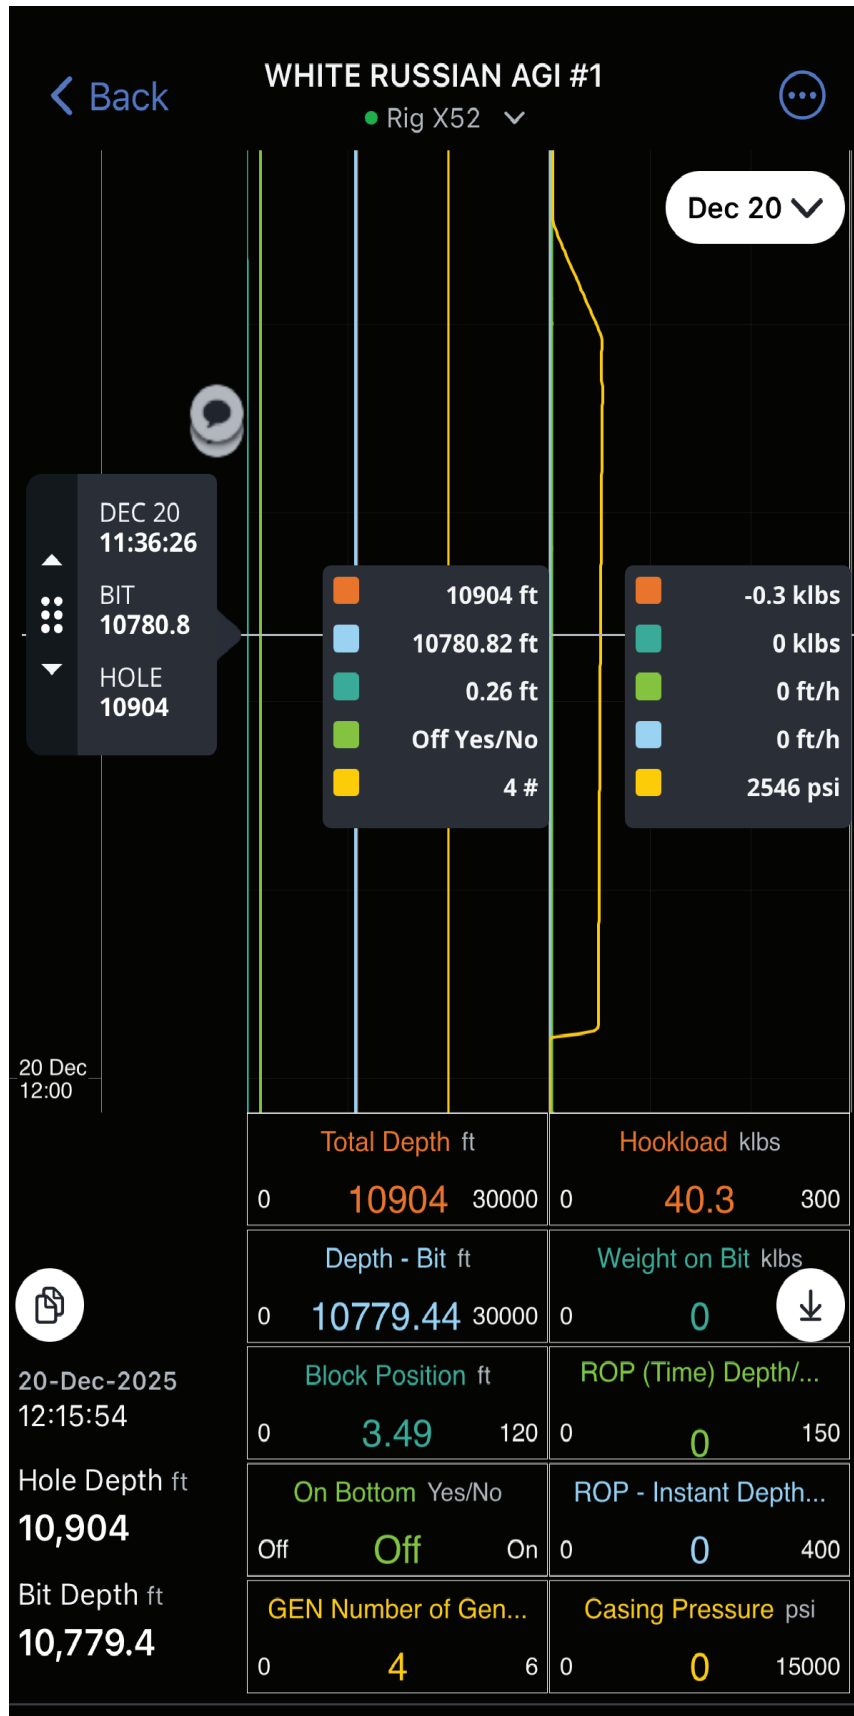 WHITE RUSSIAN AGI #1
Back
Rig X52
Dec 20
DEC 20
11:36:26
BIT
10780.8
HOLE
10904
10904 ft
10780.82 ft
0.26 ft
Off Yes/No
4 #
-0.3 klbs
0 klbs
0 ft/h
0 ft/h
2546 psi
20 Dec
12:00
Total Depth ft
0 10904 30000
Hookload klbs
0 40.3 300
Depth - Bit ft
0 10779.44 30000
Weight on Bit klbs
0 0
Block Position ft
0 3.49 120
ROP (Time) Depth/...
0 0 150
On Bottom Yes/No
Off Off On
ROP - Instant Depth...
0 0 400
GEN Number of Gen...
0 4 6
Casing Pressure psi
0 0 15000
20-Dec-2025
12:15:54
Hole Depth ft
10,904
Bit Depth ft
10,779.4